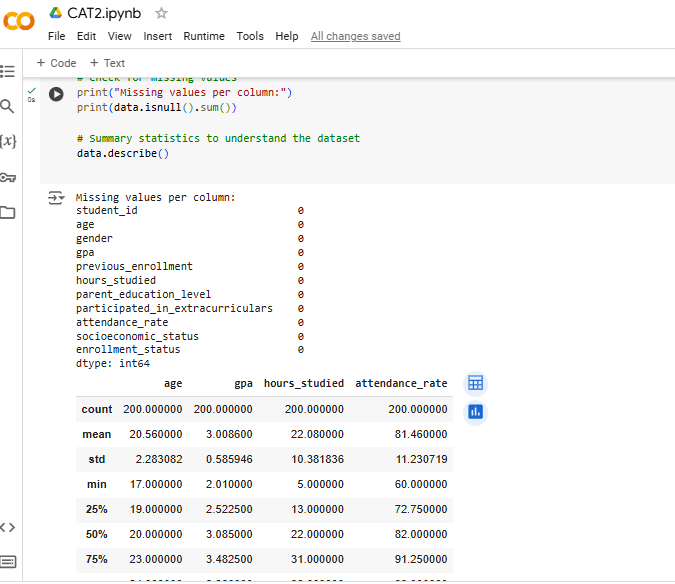 CAT2.ipynb
File Edit View Insert Runtime Tools Help All changes saved
+ Code + Text
# Check for missing values
0s
print("Missing values per column:")
print(data.isnull().sum())
# Summary statistics to understand the dataset
data.describe()
{x}
Missing values per column:
student_id 0
age 0
gender 0
gpa 0
previous_enrollment 0
hours_studied 0
parent_education_level 0
participated_in_extracurriculars 0
attendance_rate 0
socioeconomic_status 0
enrollment_status 0
dtype: int64
age gpa hours_studied attendance_rate
count 200.000000 200.000000 200.000000 200.000000
mean 20.560000 3.008600 22.080000 81.460000
std 2.283082 0.585946 10.381836 11.230719
min 17.000000 2.010000 5.000000 60.000000
25% 19.000000 2.522500 13.000000 72.750000
50% 20.000000 3.085000 22.000000 82.000000
75% 23.000000 3.482500 31.000000 91.250000